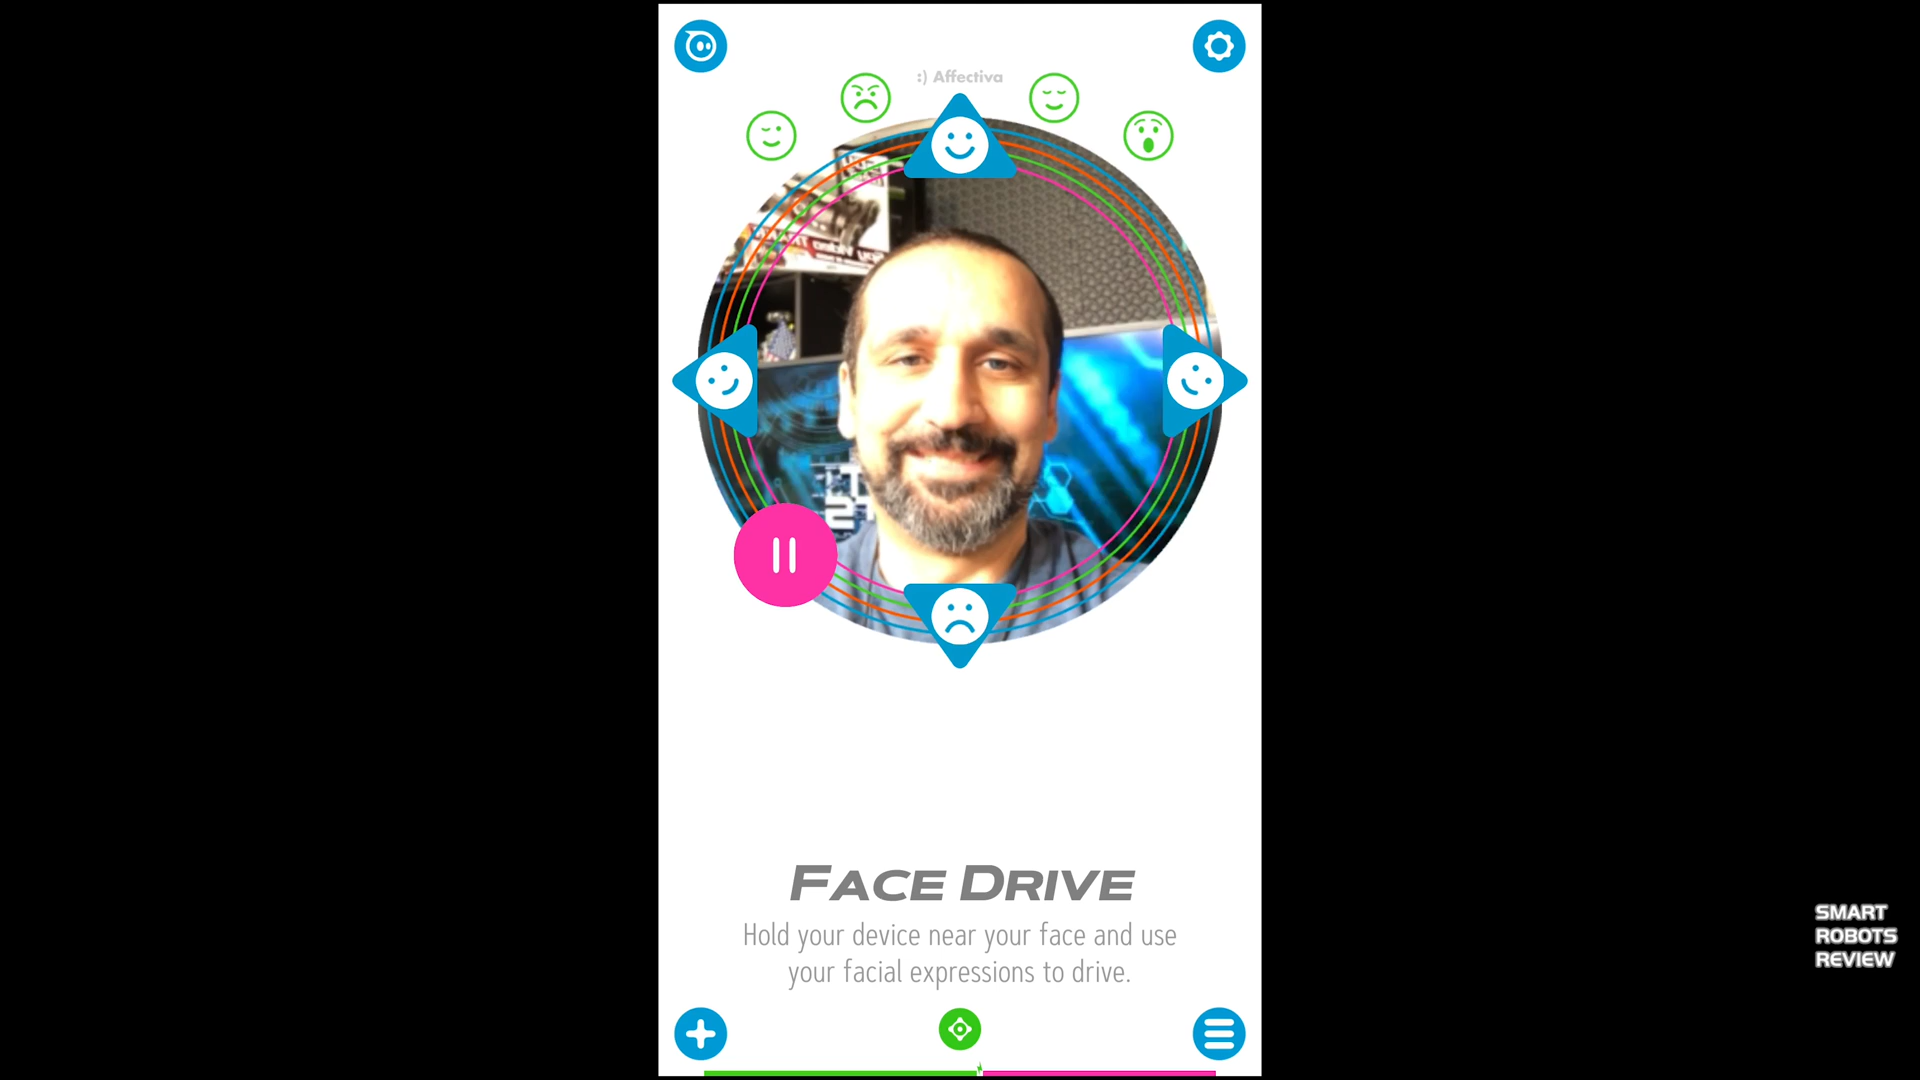 :) Affectiva
FACE DRIVE
Hold your device near your face and use
your facial expressions to drive.
SMART
ROBOTS
REVIEW